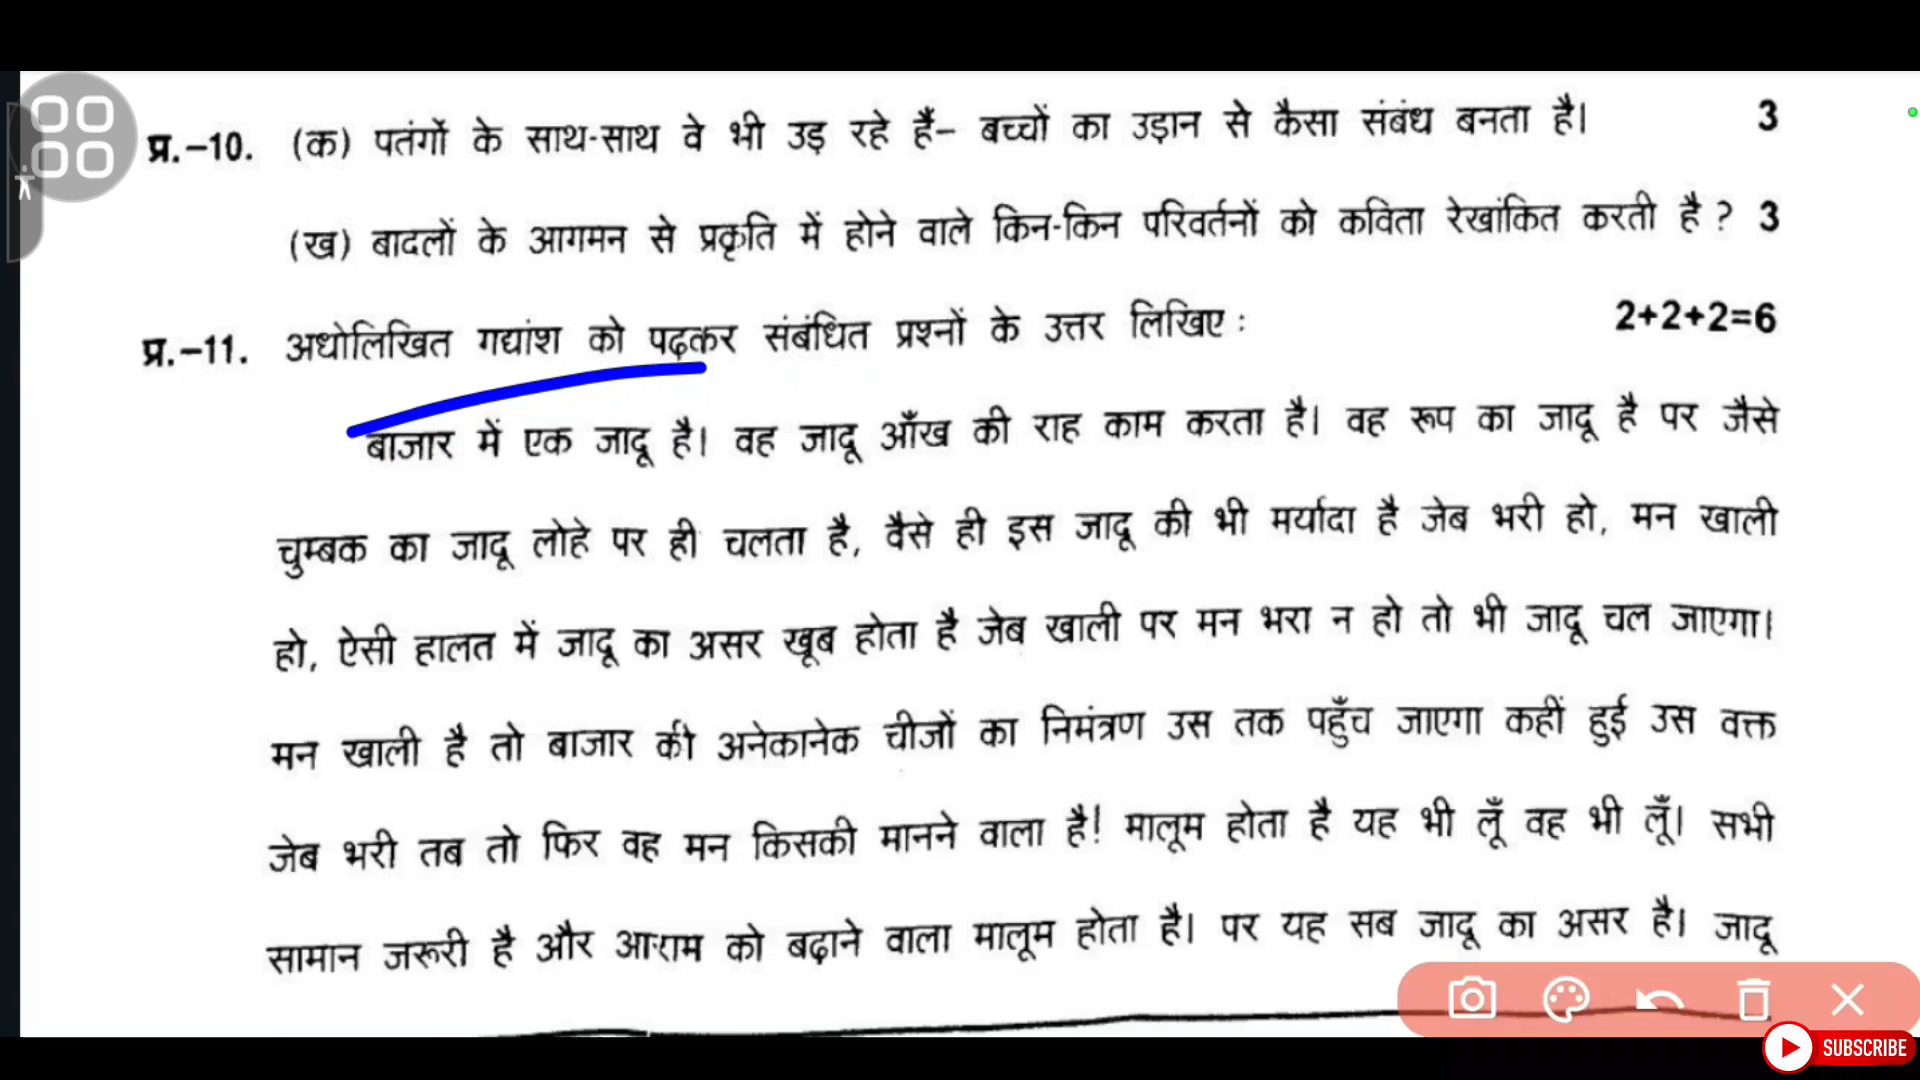 प्र.–10. (क) पतंगों के साथ-साथ वे भी उड़ रहे हैं– बच्चों का उड़ान से कैसा संबंध बनता है। 3
(ख) बादलों के आगमन से प्रकृति में होने वाले किन-किन परिवर्तनों को कविता रेखांकित करती है ? 3
प्र.–11. अधोलिखित गद्यांश को पढ़कर संबंधित प्रश्नों के उत्तर लिखिए : 2+2+2=6
बाजार में एक जादू है। वह जादू आँख की राह काम करता है। वह रूप का जादू है पर जैसे
चुम्बक का जादू लोहे पर ही चलता है, वैसे ही इस जादू की भी मर्यादा है जेब भरी हो, मन खाली
हो, ऐसी हालत में जादू का असर खूब होता है जेब खाली पर मन भरा न हो तो भी जादू चल जाएगा।
मन खाली है तो बाजार की अनेकानेक चीजों का निमंत्रण उस तक पहुँच जाएगा कहीं हुई उस वक्त
जेब भरी तब तो फिर वह मन किसकी मानने वाला है! मालूम होता है यह भी लूँ वह भी लूँ। सभी
सामान जरूरी है और आराम को बढ़ाने वाला मालूम होता है। पर यह सब जादू का असर है। जादू
SUBSCRIBE